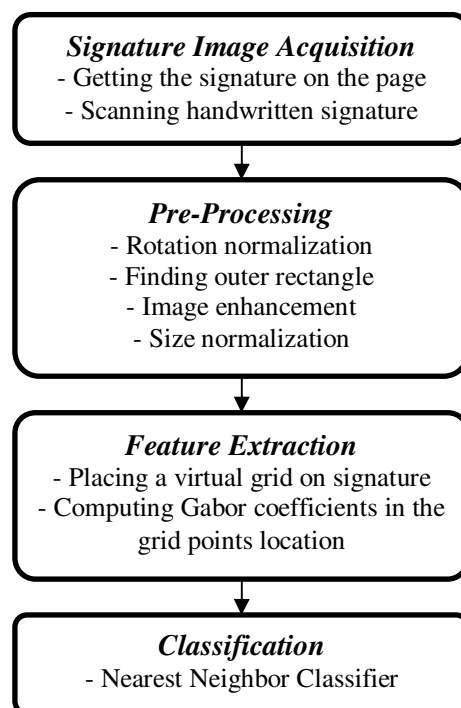 Signature Image Acquisition
- Getting the signature on the page
- Scanning handwritten signature
Pre-Processing
- Rotation normalization
- Finding outer rectangle
- Image enhancement
- Size normalization
Feature Extraction
- Placing a virtual grid on signature
- Computing Gabor coefficients in the
grid points location
Classification
- Nearest Neighbor Classifier